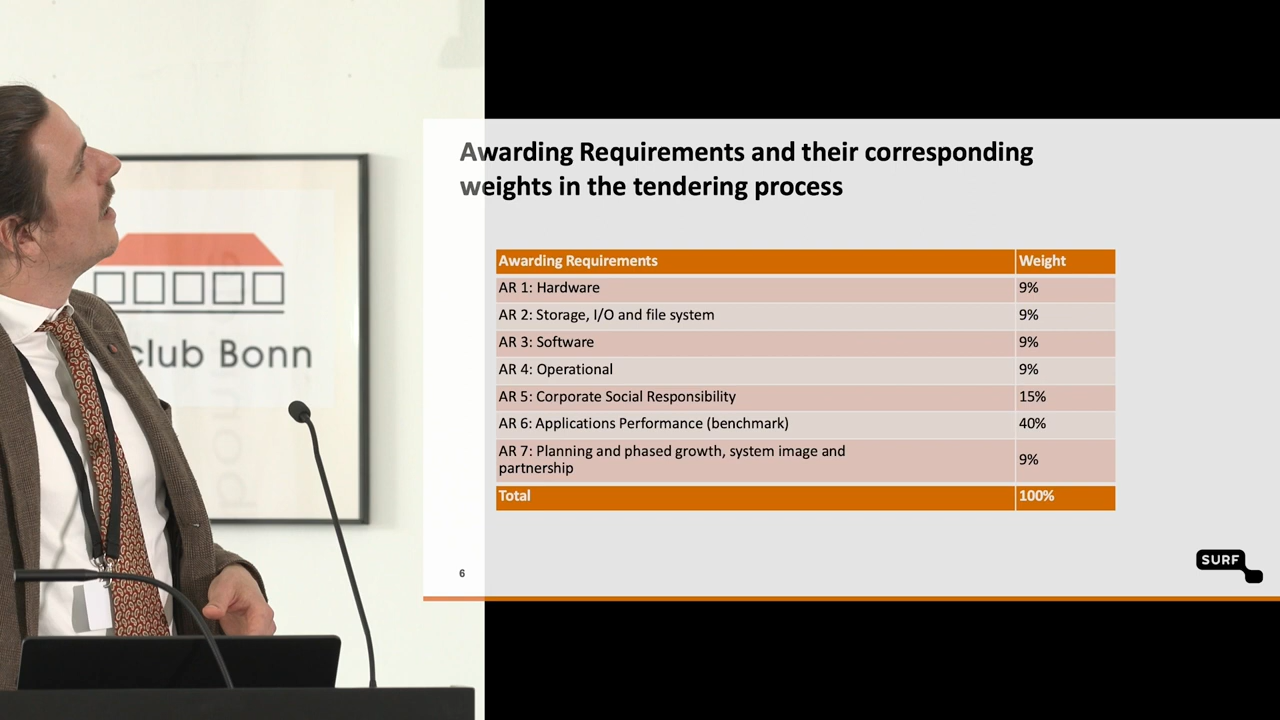 Awarding Requirements and their corresponding
weights in the tendering process
Awarding Requirements Weight
AR 1: Hardware 9%
AR 2: Storage, I/O and file system 9%
AR 3: Software 9%
AR 4: Operational 9%
AR 5: Corporate Social Responsibility 15%
AR 6: Applications Performance (benchmark) 40%
AR 7: Planning and phased growth, system image and
partnership 9%
Total 100%
6
SURF
club Bonn